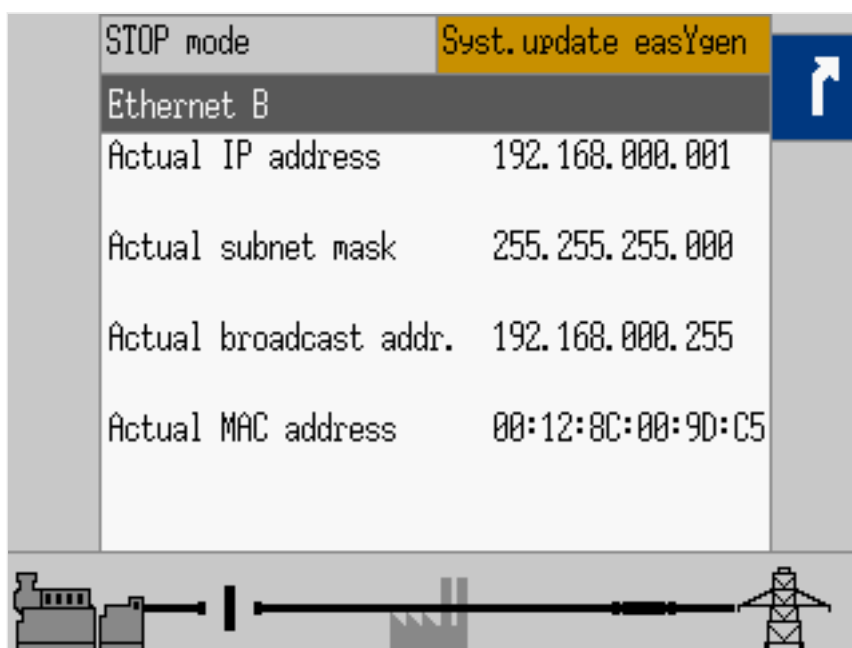 STOP mode
Syst.update easYgen
Ethernet B
Actual IP address 192.168.000.001
Actual subnet mask 255.255.255.000
Actual broadcast addr. 192.168.000.255
Actual MAC address 00:12:8C:00:9D:C5